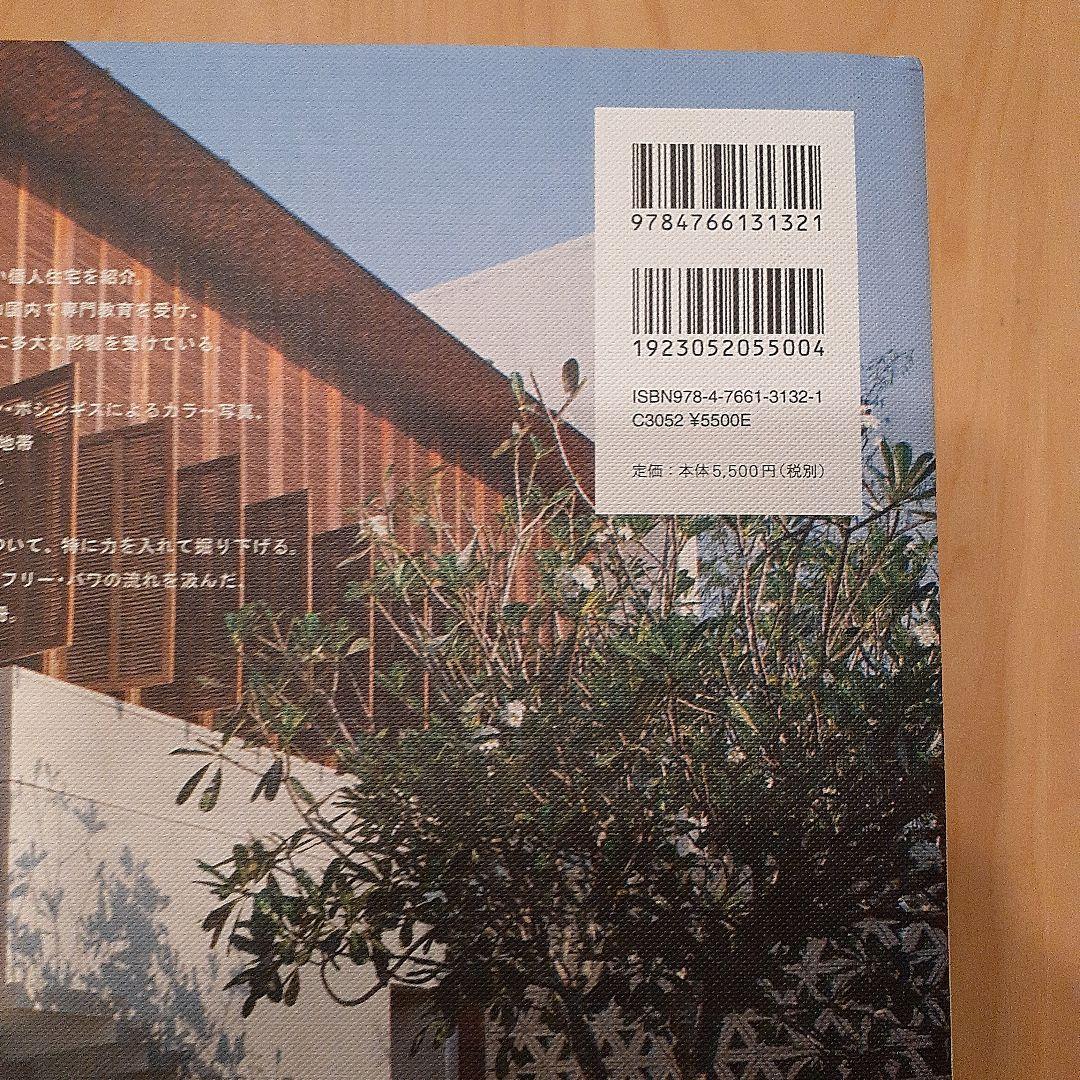 9784766131321
1923052055004
ISBN978-4-7661-3132-1
C3052 ¥5500E
定価：本体5,500円（税別）
個人住宅を紹介。
国内で専門教育を受け、
に多大な影響を受けている。
・ボシンギスによるカラー写真。
地帯
ついて、特に力を入れて掘り下げる。
フリー・バワの流れを汲んだ、